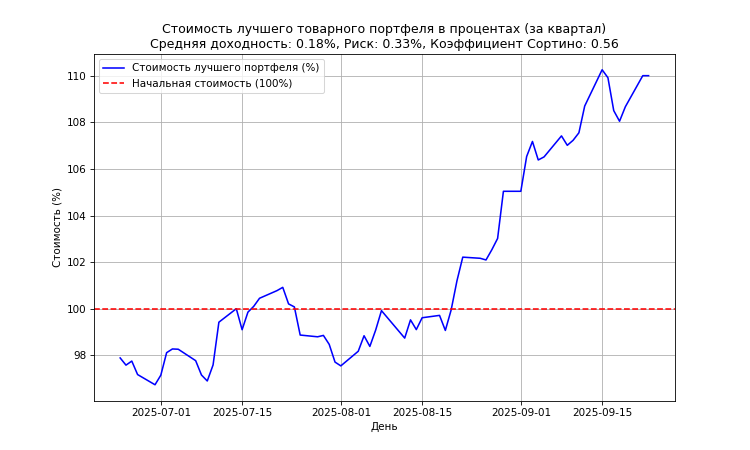 Стоимость лучшего товарного портфеля в процентах (за квартал)
Средняя доходность: 0.18%, Риск: 0.33%, Коэффициент Сортино: 0.56
Стоимость лучшего портфеля (%)
Начальная стоимость (100%)
Стоимость (%)
110
108
106
104
102
100
98
2025-07-01
2025-07-15
2025-08-01
2025-08-15
2025-09-01
2025-09-15
День